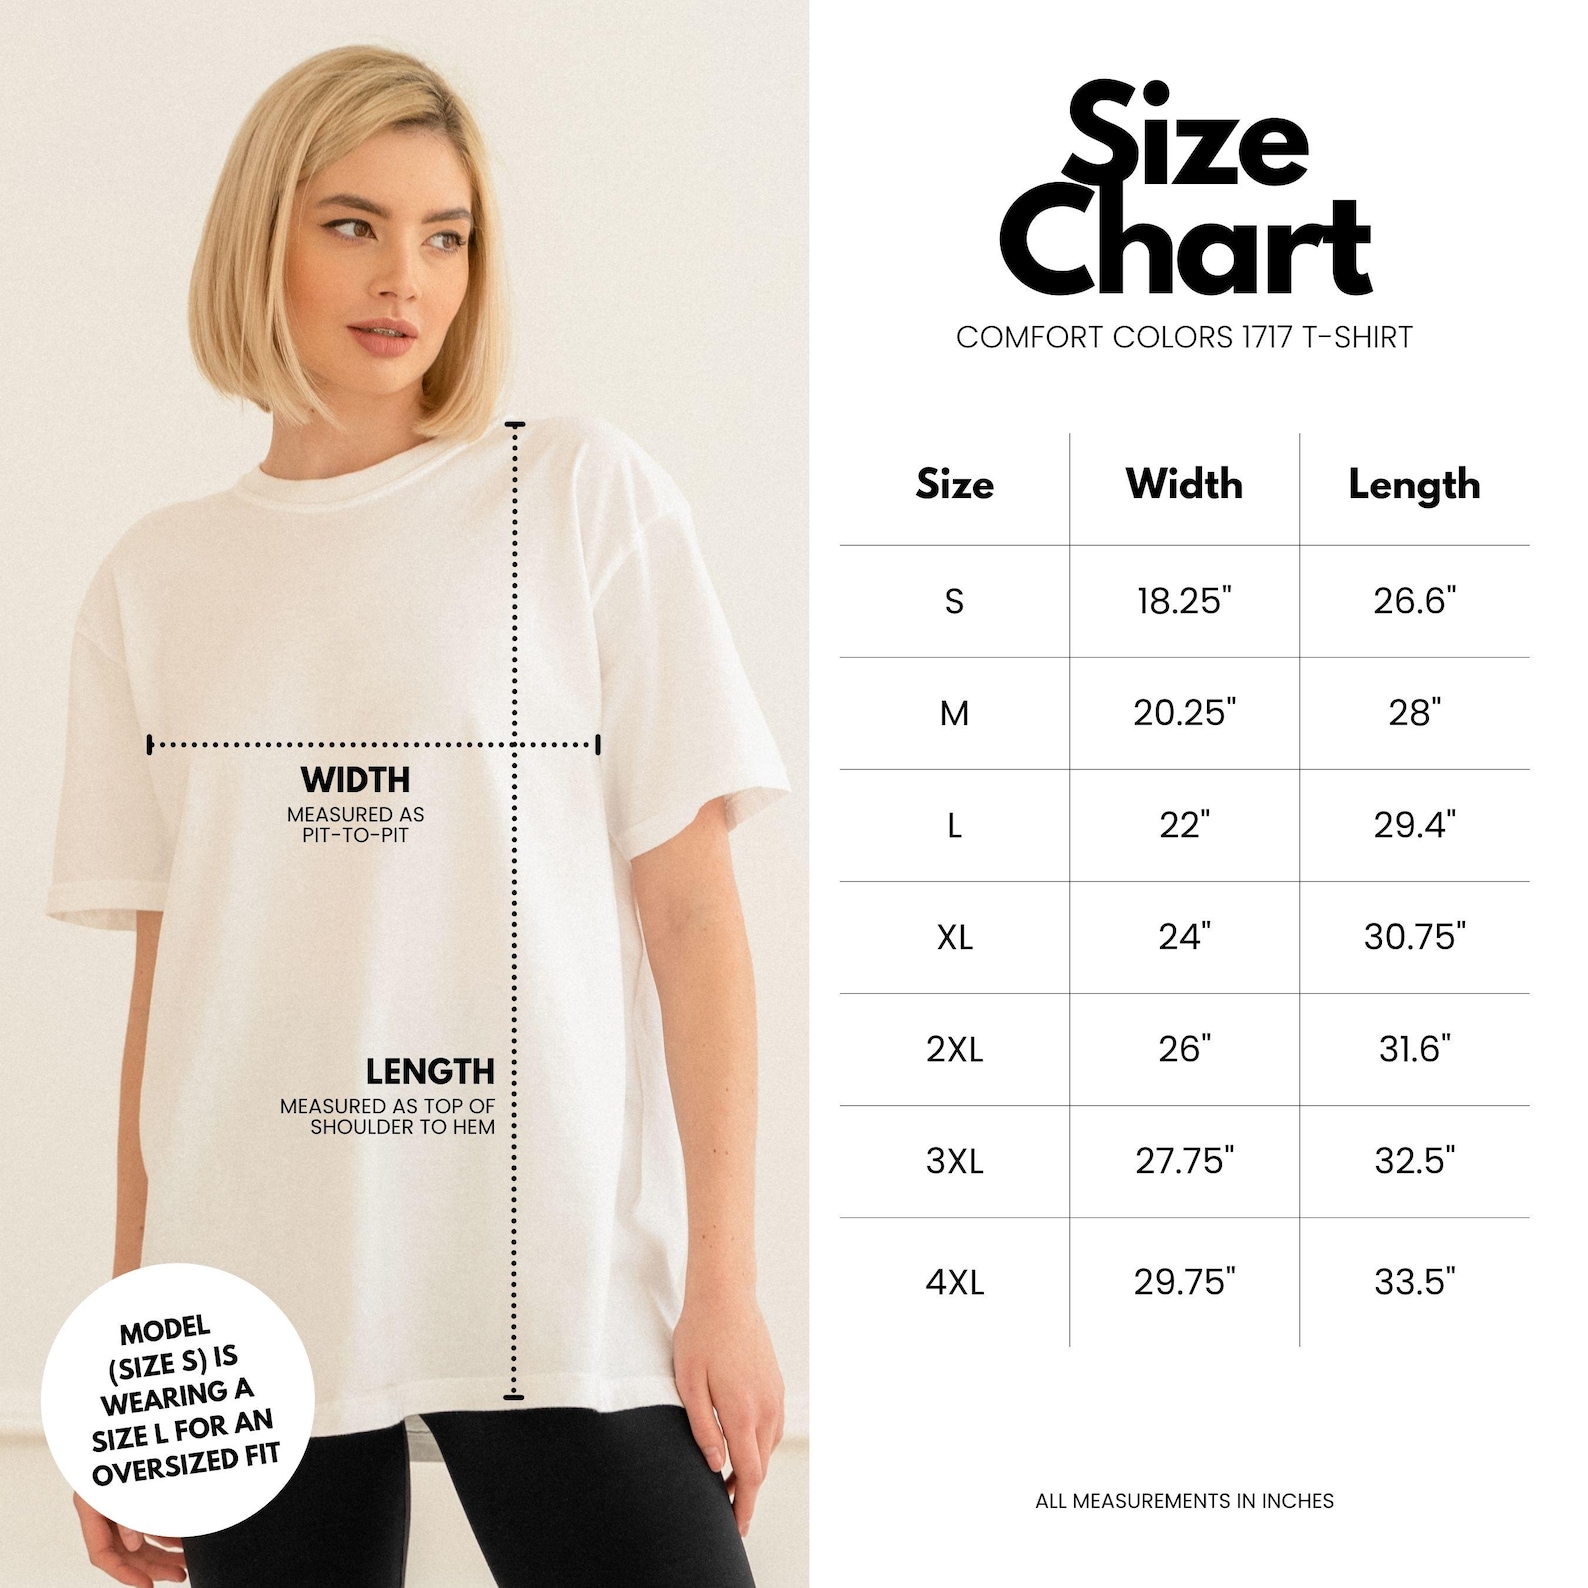 Size
Chart
COMFORT COLORS 1717 T-SHIRT
Size Width Length
S 18.25" 26.6"
M 20.25" 28"
L 22" 29.4"
XL 24" 30.75"
2XL 26" 31.6"
3XL 27.75" 32.5"
4XL 29.75" 33.5"
ALL MEASUREMENTS IN INCHES
WIDTH
MEASURED AS
PIT-TO-PIT
LENGTH
MEASURED AS TOP OF
SHOULDER TO HEM
MODEL
(SIZE S) IS
WEARING A
SIZE L FOR AN
OVERSIZED FIT